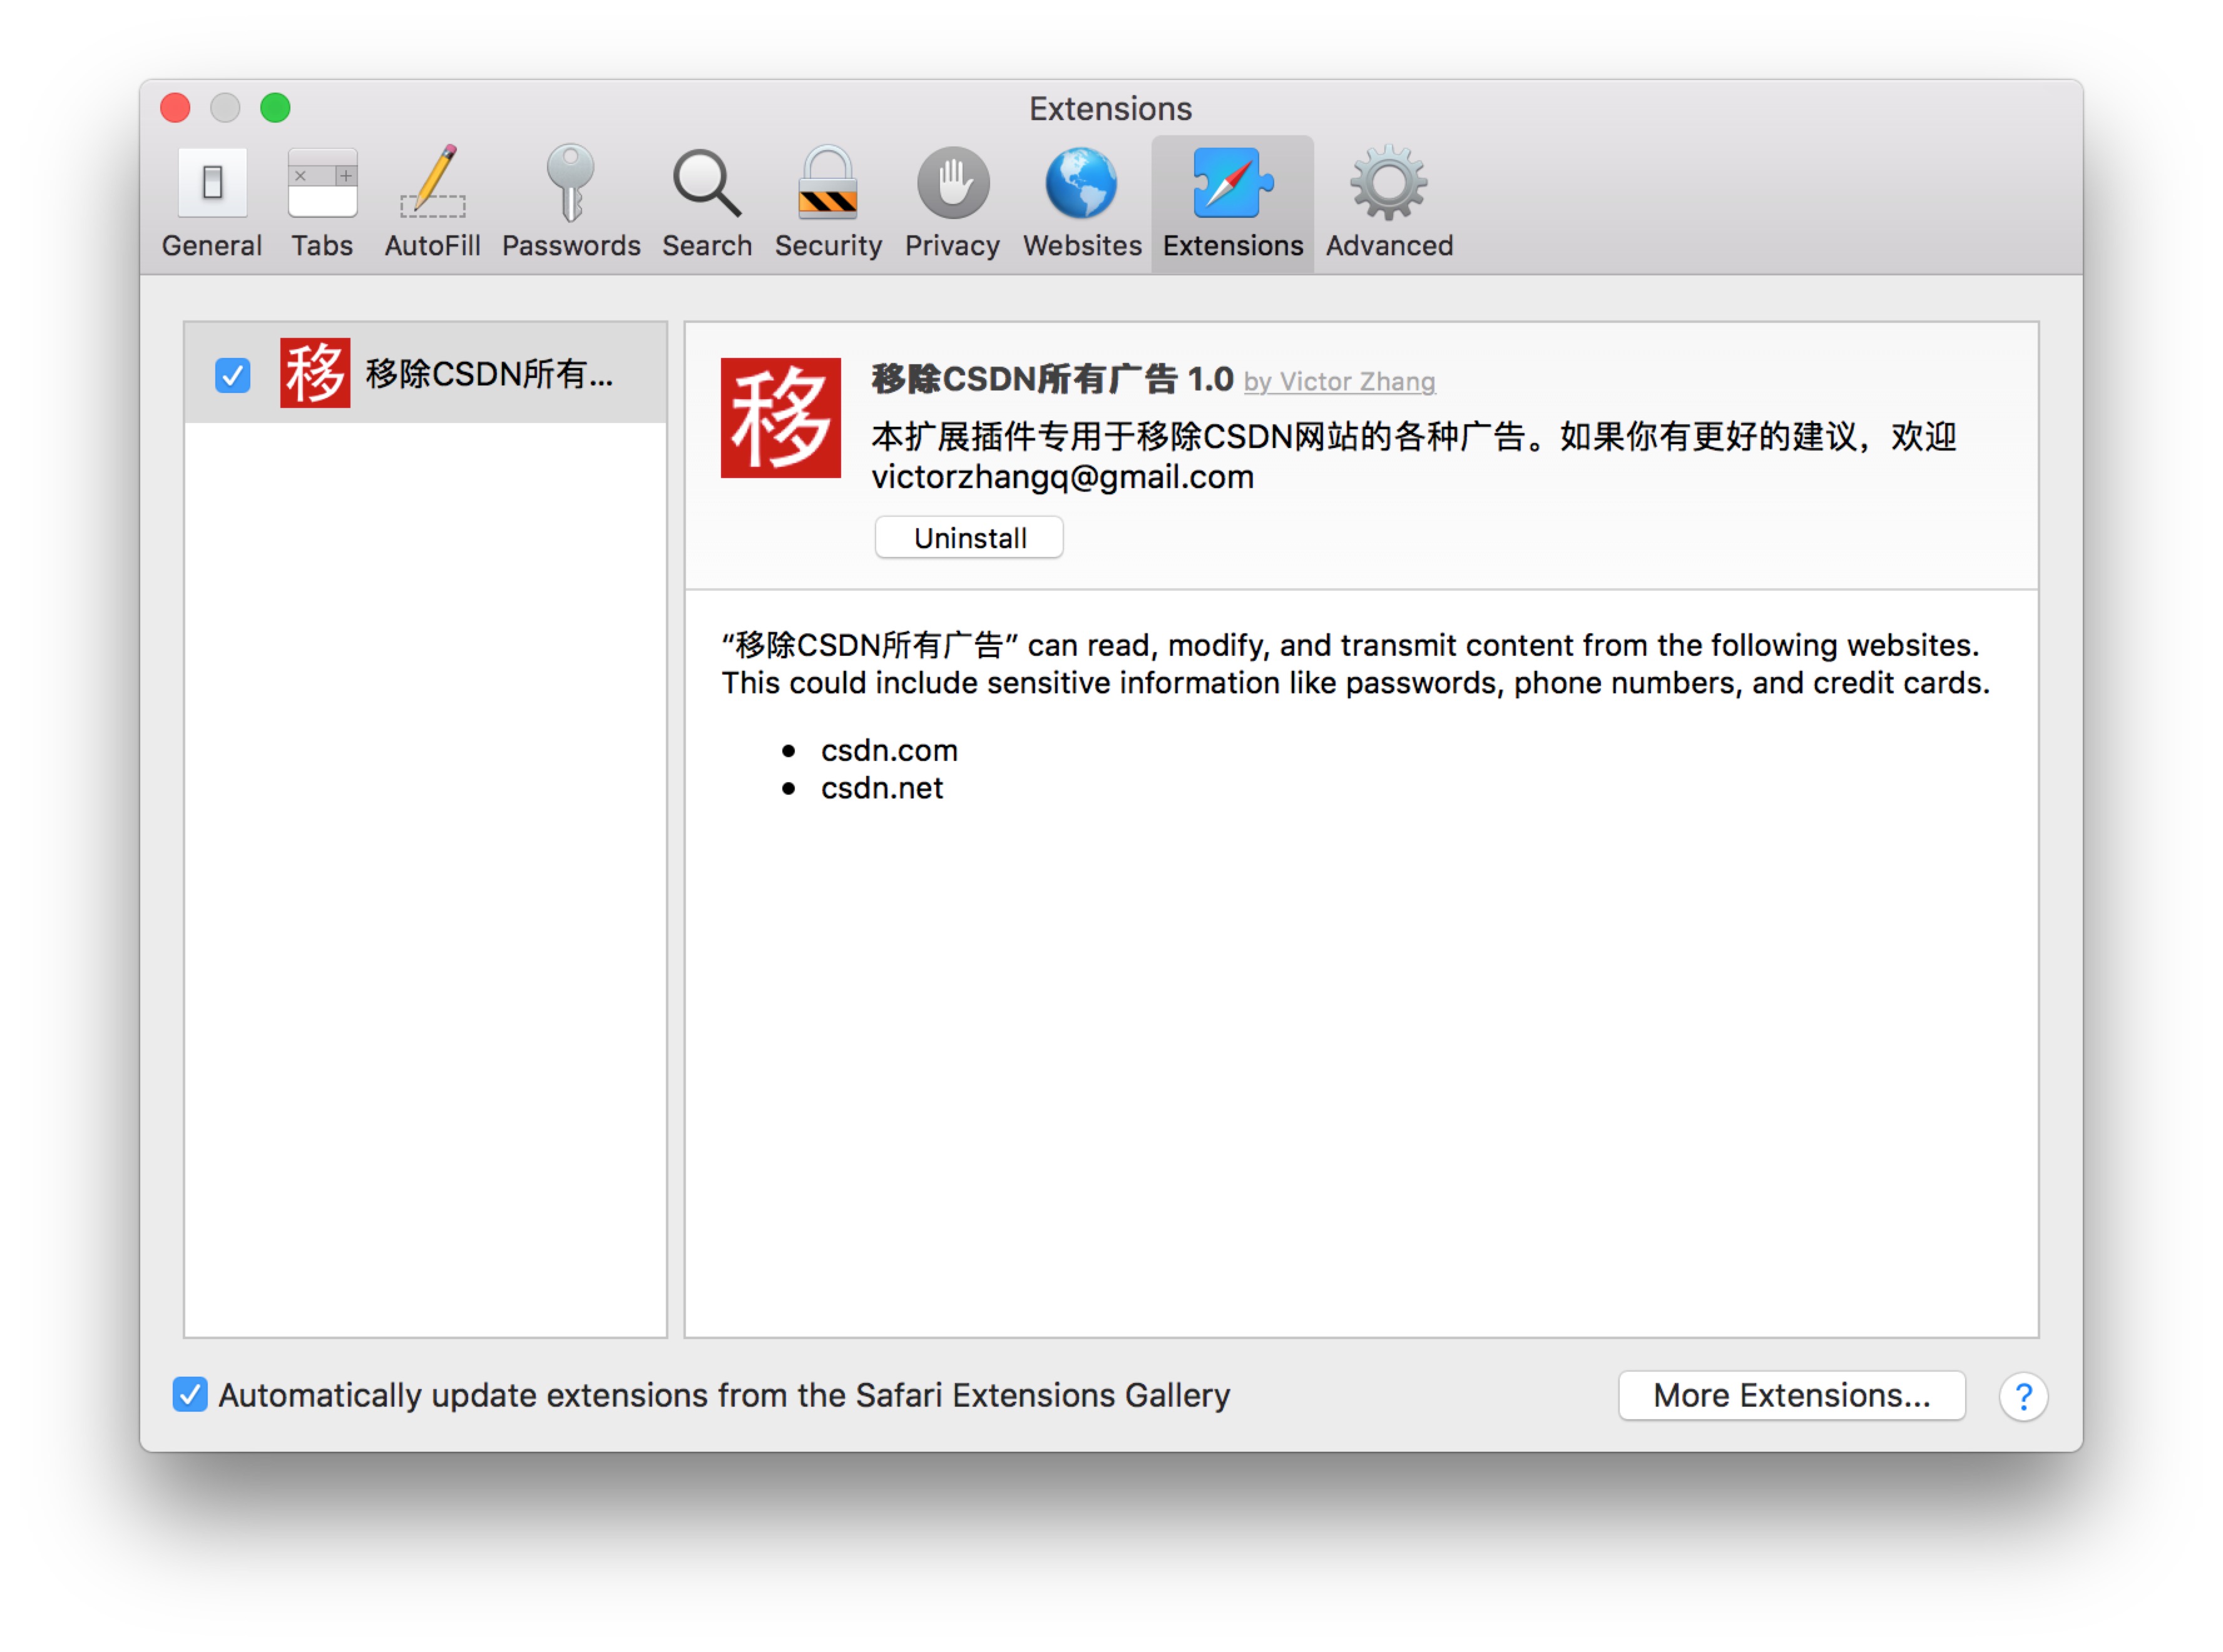 Extensions
General Tabs AutoFill Passwords Search Security Privacy Websites Extensions Advanced
移 移除CSDN所有...
移 移除CSDN所有广告 1.0 by Victor Zhang
本扩展插件专用于移除CSDN网站的各种广告。如果你有更好的建议，欢迎
victorzhangq@gmail.com
Uninstall
“移除CSDN所有广告” can read, modify, and transmit content from the following websites.
This could include sensitive information like passwords, phone numbers, and credit cards.
• csdn.com
• csdn.net
Automatically update extensions from the Safari Extensions Gallery
More Extensions...
?